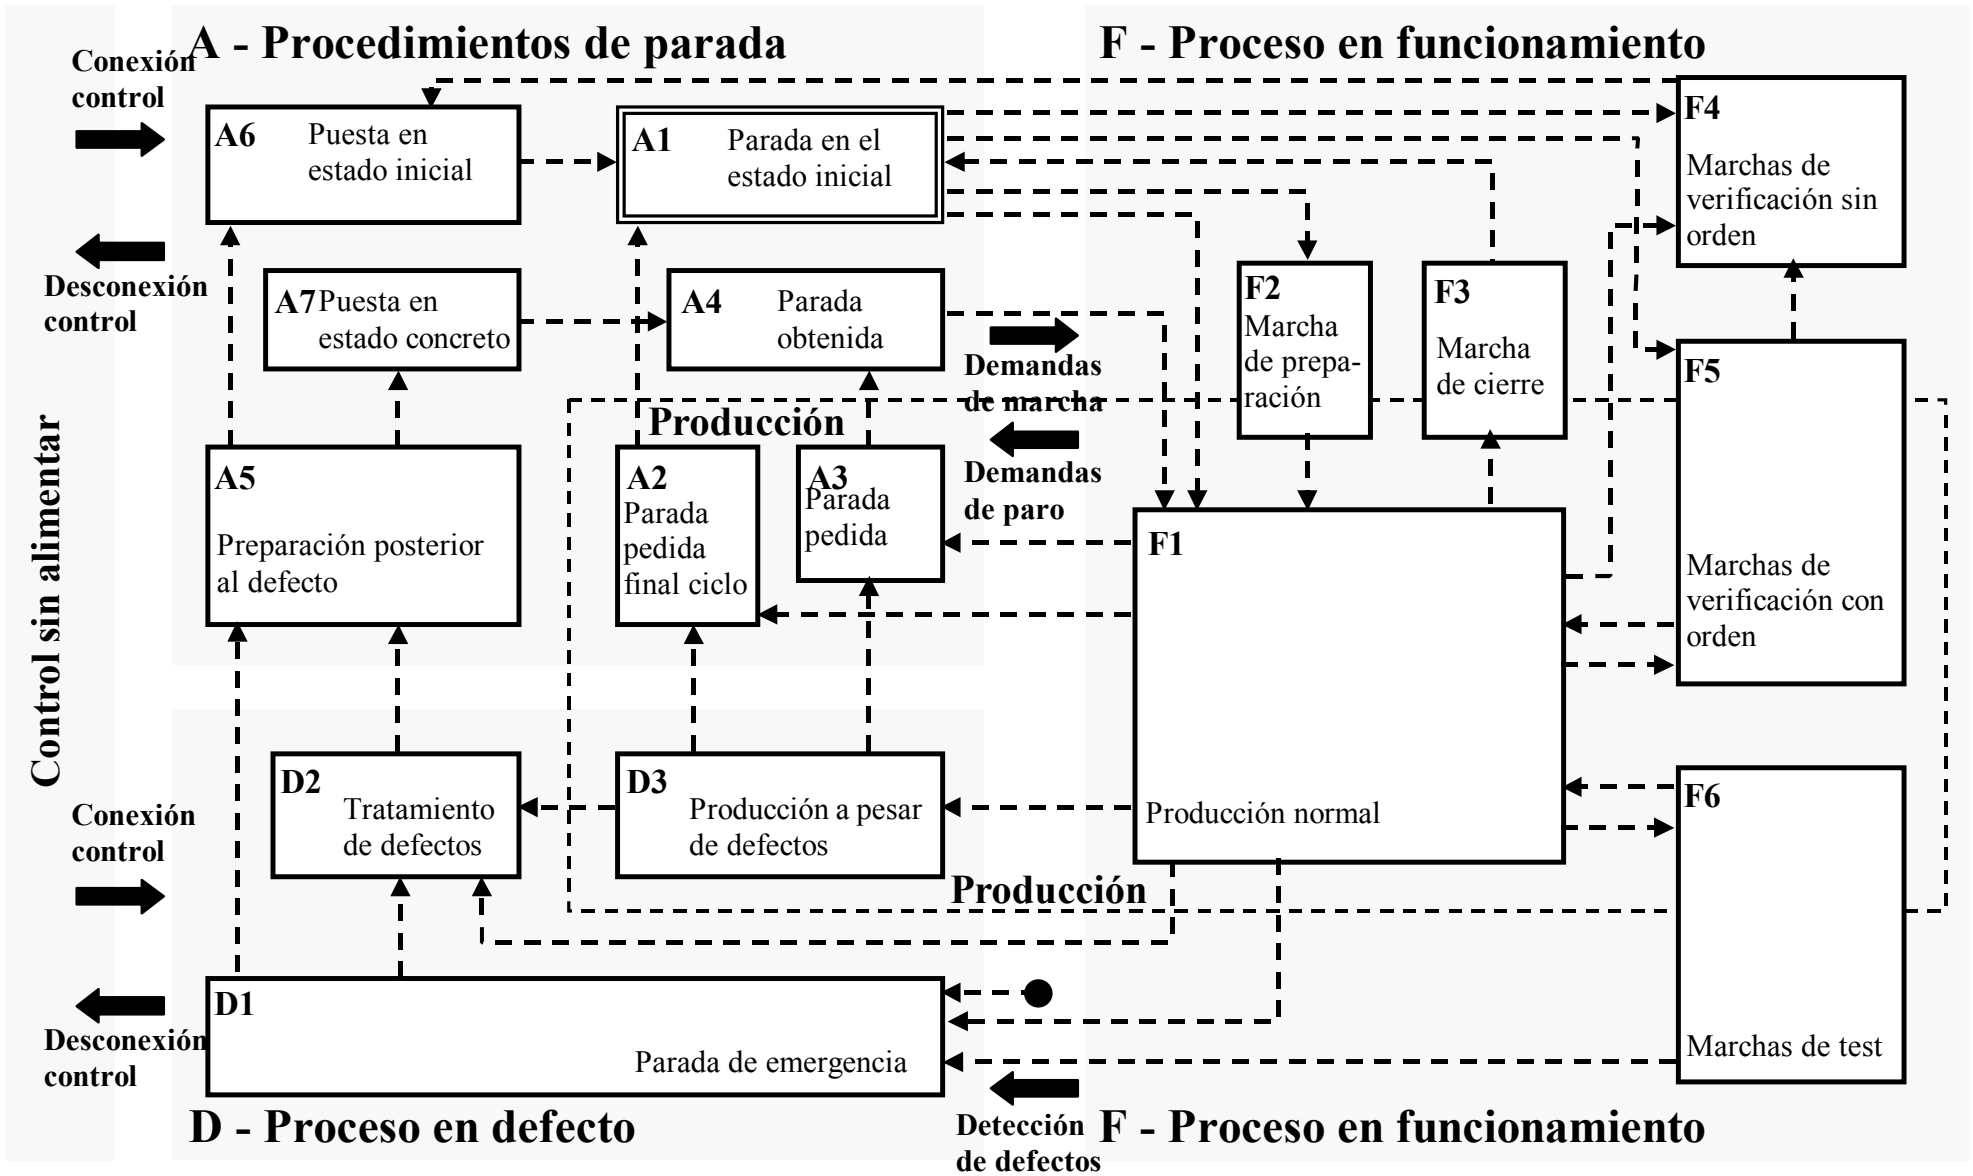 A - Procedimientos de parada
F - Proceso en funcionamiento
Conexión
control
Desconexión
control
Control sin alimentar
Conexión
control
Desconexión
control
A6
Puesta en
estado inicial
A1
Parada en el
estado inicial
A7
Puesta en
estado concreto
A4
Parada
obtenida
Demandas
de marcha
Demandas
de paro
Producción
A5
Preparación posterior
al defecto
A2
Parada
pedida
final ciclo
A3
Parada
pedida
F4
Marchas de
verificación sin
orden
F2
Marcha
de prepa-
ración
F3
Marcha
de cierre
F5
Marchas de
verificación con
orden
F1
Producción normal
D2
Tratamiento
de defectos
D3
Producción a pesar
de defectos
Producción
F6
Marchas de test
D1
Parada de emergencia
D - Proceso en defecto
Detección
de defectos
F - Proceso en funcionamiento